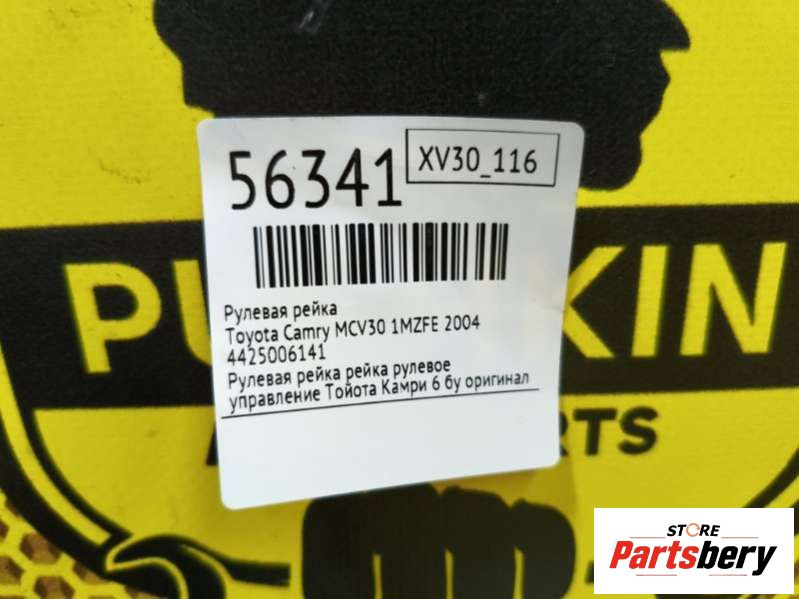 56341
XV30_116
Рулевая рейка
Toyota Camry MCV30 1MZFE 2004
4425006141
Рулевая рейка рейка рулевое
управление Тойота Камри 6 бу оригинал
STORE
Partsbery